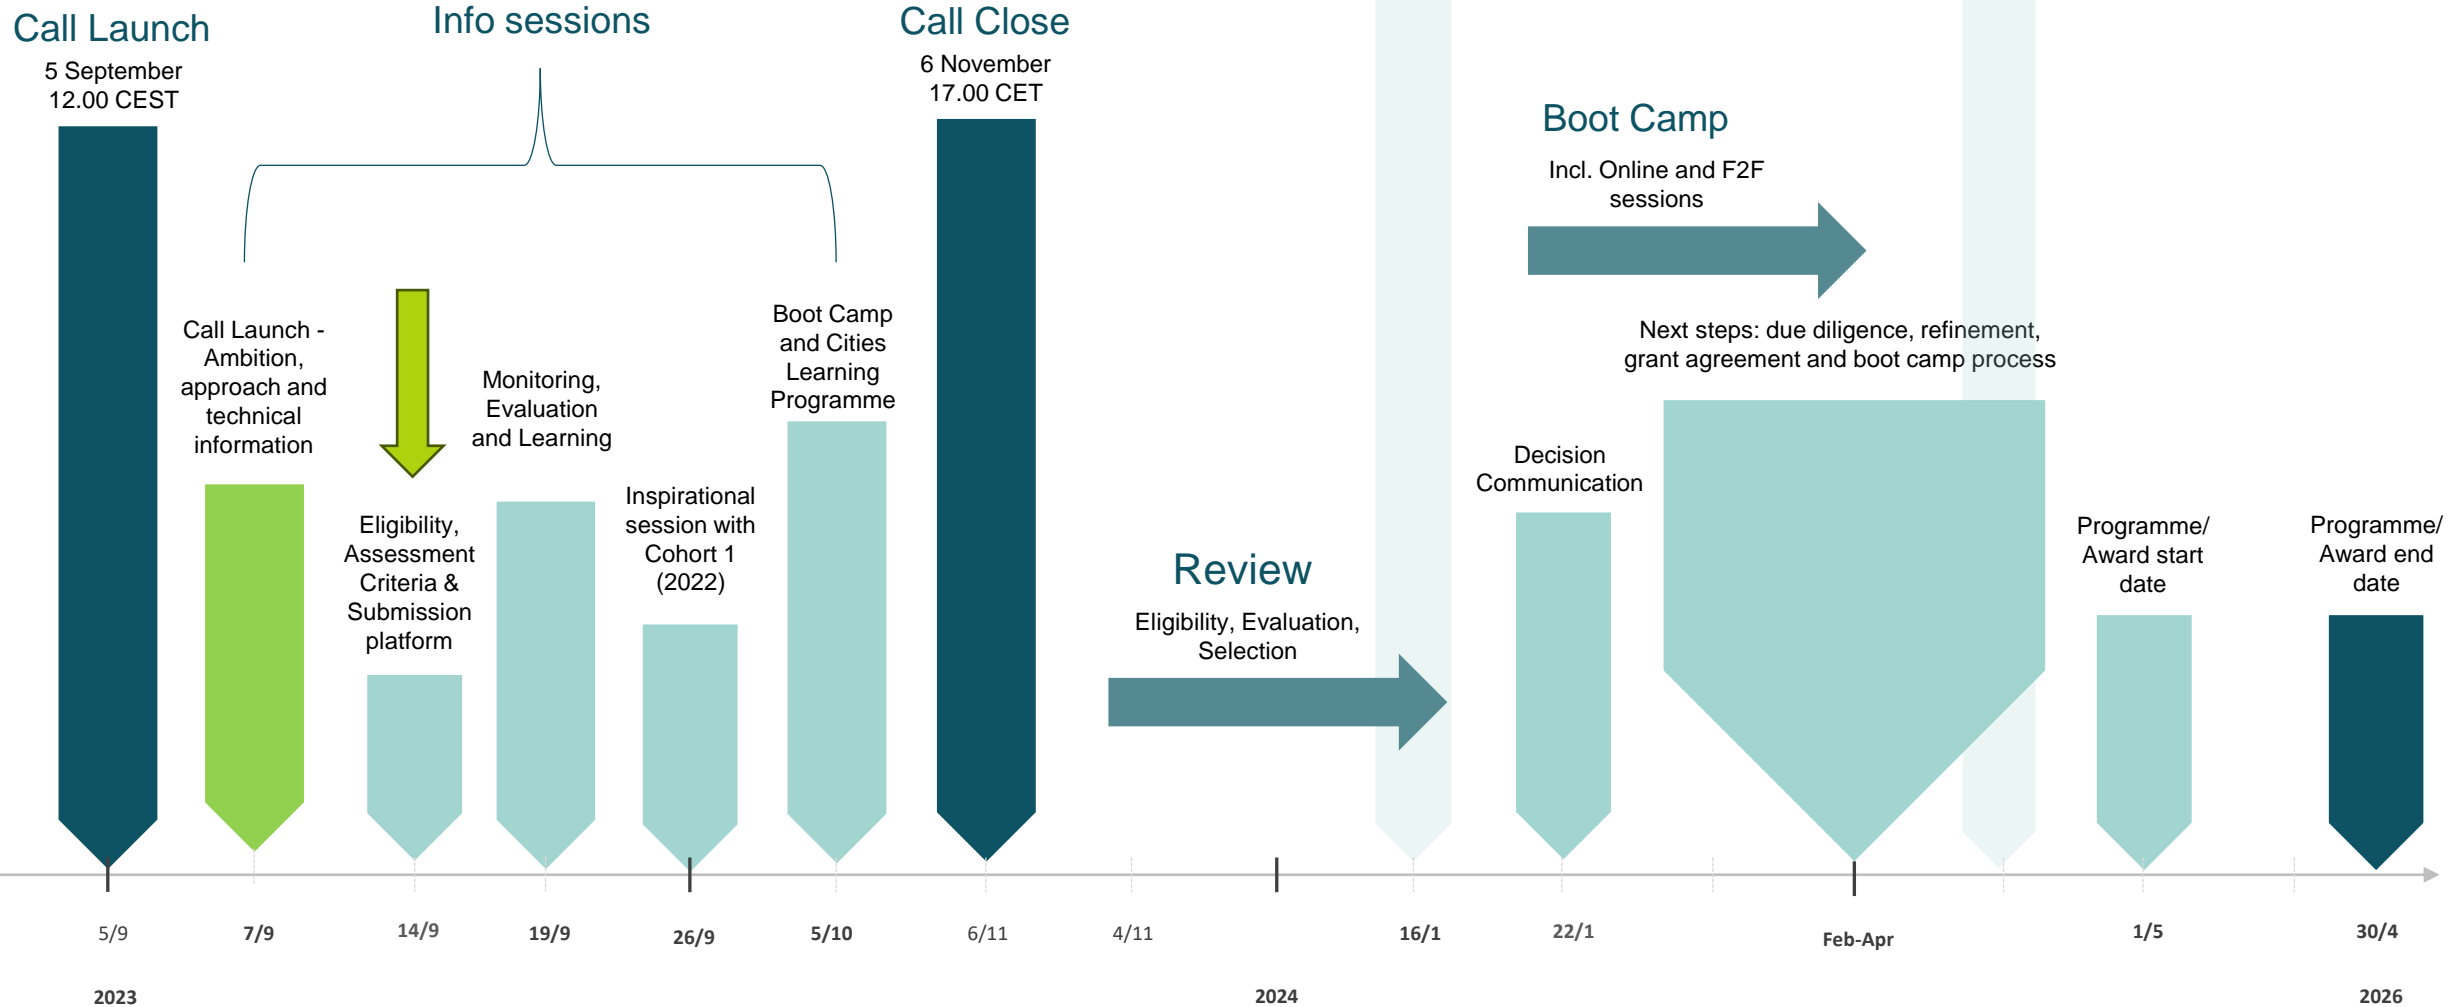 Call Launch
5 September
12.00 CEST
Info sessions
Call Close
6 November
17.00 CET
Boot Camp
Incl. Online and F2F
sessions
Call Launch -
Ambition,
approach and
technical
information
Eligibility,
Assessment
Criteria &
Submission
platform
Monitoring,
Evaluation
and Learning
Inspirational
session with
Cohort 1
(2022)
Boot Camp
and Cities
Learning
Programme
Review
Eligibility, Evaluation,
Selection
Decision
Communication
Next steps: due diligence, refinement,
grant agreement and boot camp process
Programme/
Award start
date
Programme/
Award end
date
5/9
7/9
14/9
19/9
26/9
5/10
6/11
4/11
16/1
22/1
Feb-Apr
1/5
30/4
2023
2024
2026